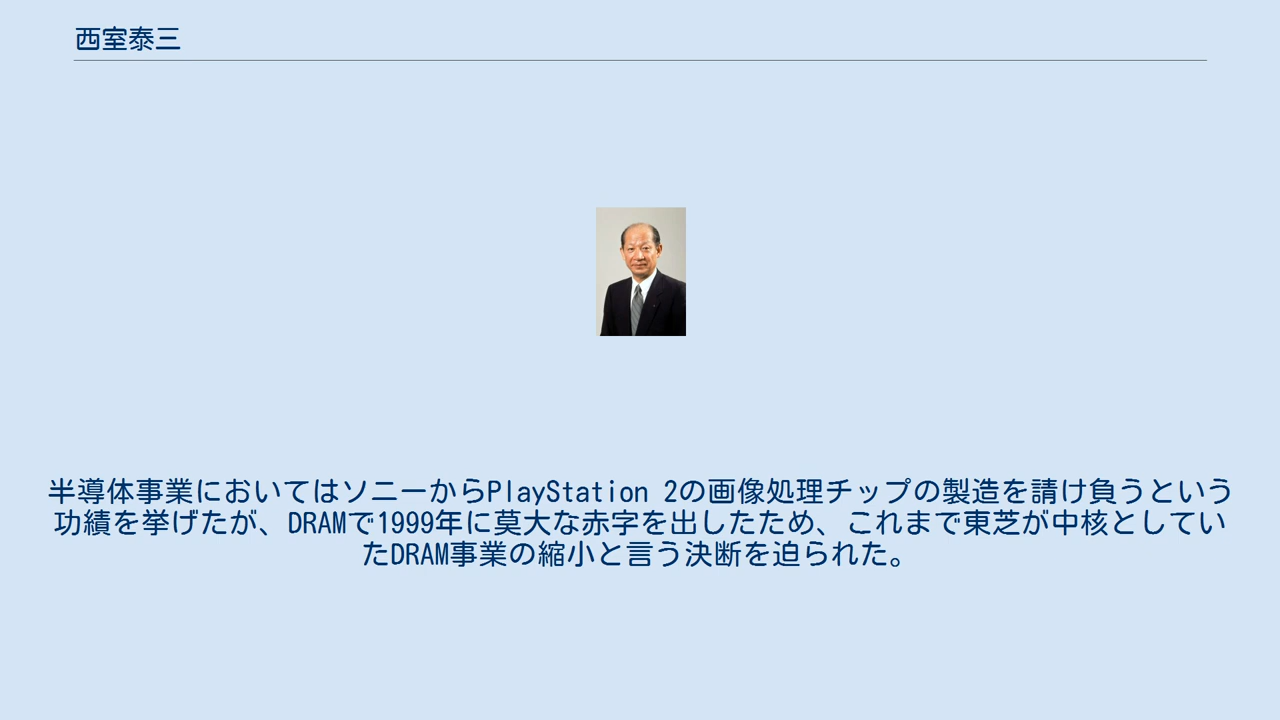 西室泰三
半導体事業においてはソニーからPlayStation 2の画像処理チップの製造を請け負うという
功績を挙げたが、DRAMで1999年に莫大な赤字を出したため、これまで東芝が中核としてい
たDRAM事業の縮小と言う決断を迫られた。